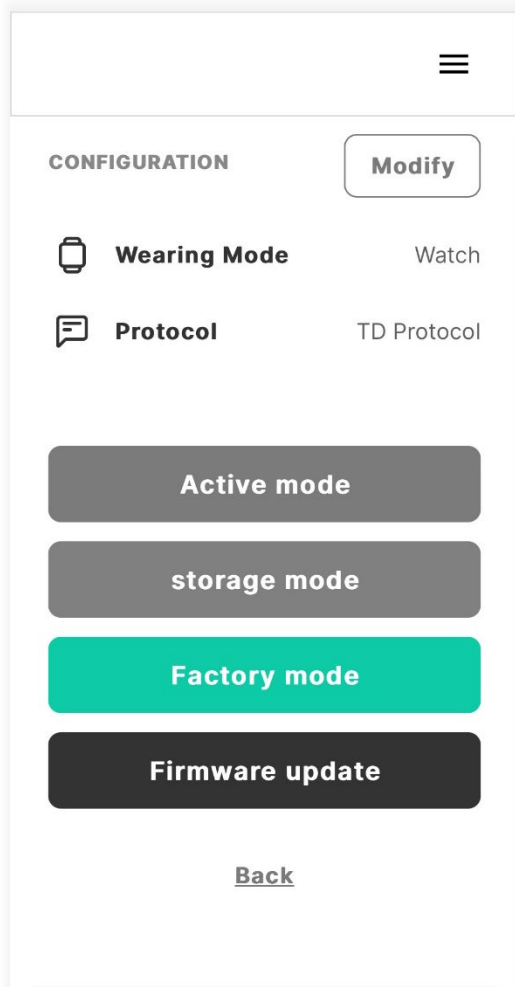 CONFIGURATION Modify
Wearing Mode Watch
Protocol TD Protocol
Active mode
storage mode
Factory mode
Firmware update
Back